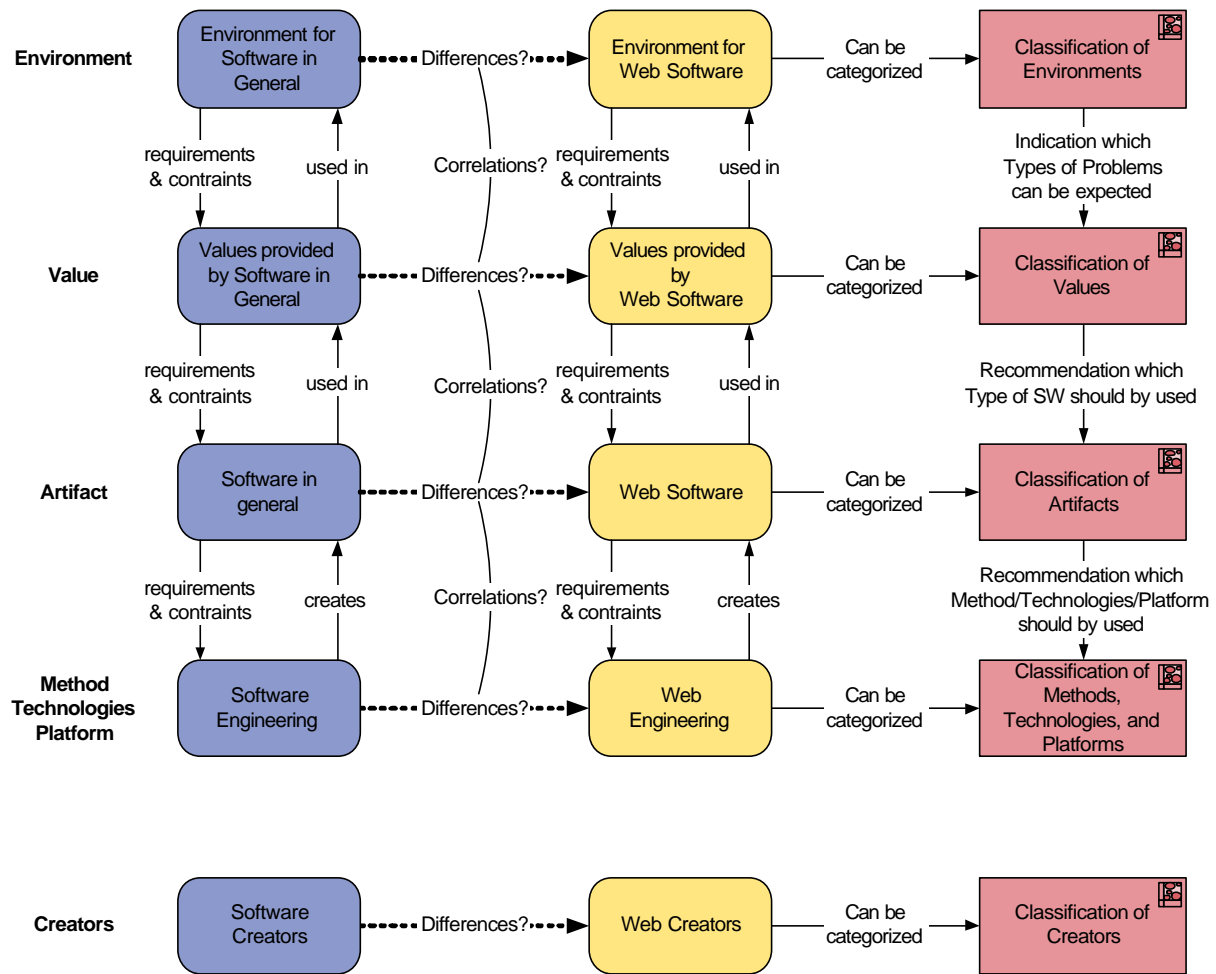 Environment
Environment for
Software in
General
Differences?
Environment for
Web Software
Can be
categorized
Classification of
Environments
requirements
& contraints
used in
Correlations?
requirements
& contraints
used in
Indication which
Types of Problems
can be expected
Value
Values provided
by Software in
General
Differences?
Values provided
by
Web Software
Can be
categorized
Classification of
Values
requirements
& contraints
used in
Correlations?
requirements
& contraints
used in
Recommendation which
Type of SW should by used
Artifact
Software in
general
Differences?
Web Software
Can be
categorized
Classification of
Artifacts
requirements
& contraints
creates
Correlations?
requirements
& contraints
creates
Recommendation which
Method/Technologies/Platform
should by used
Method
Technologies
Platform
Software
Engineering
Differences?
Web
Engineering
Can be
categorized
Classification of
Methods,
Technologies, and
Platforms
Creators
Software
Creators
Differences?
Web Creators
Can be
categorized
Classification of
Creators